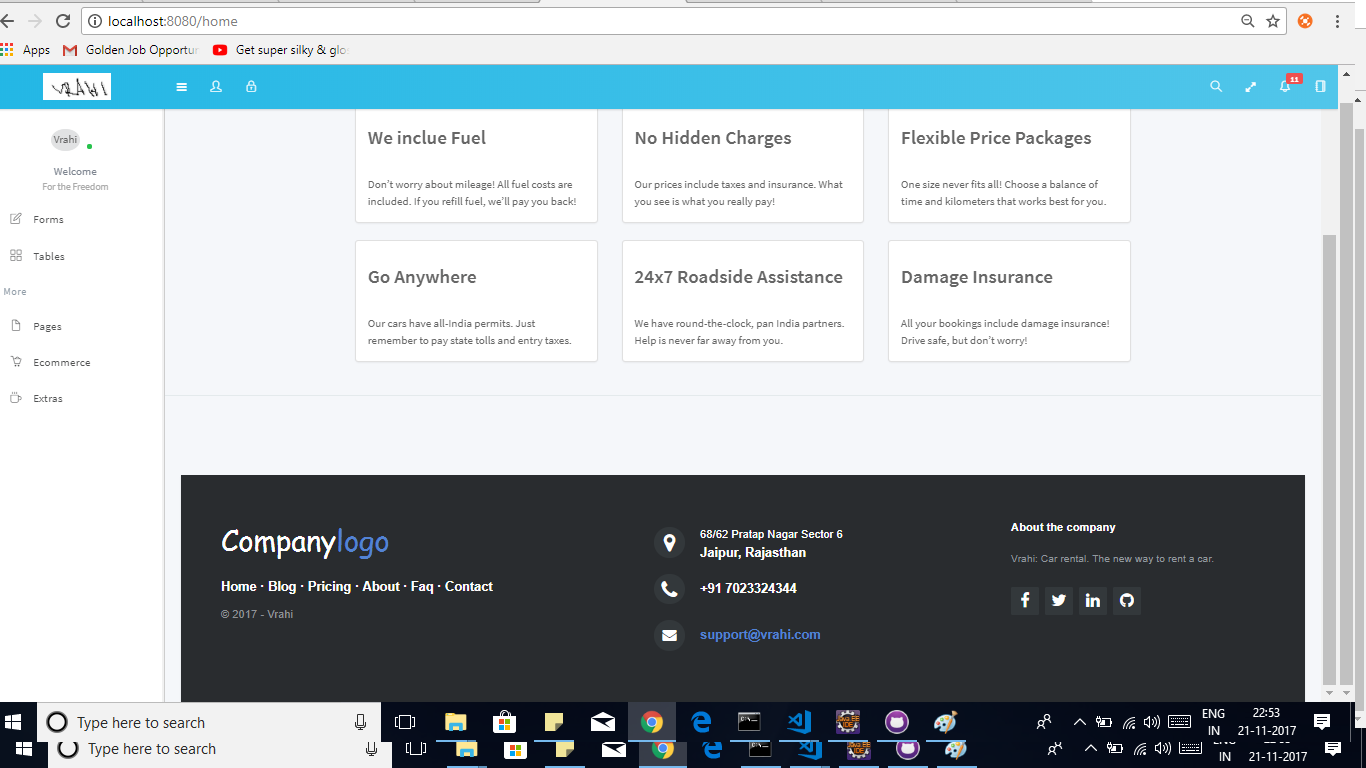 localhost:8080/home
Apps
Golden Job Opportur
Get super silky & glo
VRAHI
11
Vrahi
Welcome
For the Freedom
Forms
Tables
More
Pages
Ecommerce
Extras
We inclue Fuel
Don't worry about mileage! All fuel costs are
included. If you refill fuel, we'll pay you back!
No Hidden Charges
Our prices include taxes and insurance. What
you see is what you really pay!
Flexible Price Packages
One size never fits all! Choose a balance of
time and kilometers that works best for you.
Go Anywhere
Our cars have all-India permits. Just
remember to pay state tolls and entry taxes.
24x7 Roadside Assistance
We have round-the-clock, pan India partners.
Help is never far away from you.
Damage Insurance
All your bookings include damage insurance!
Drive safe, but don't worry!
Companylogo
Home · Blog · Pricing · About · Faq · Contact
© 2017 - Vrahi
68/62 Pratap Nagar Sector 6
Jaipur, Rajasthan
+91 7023324344
support@vrahi.com
About the company
Vrahi: Car rental. The new way to rent a car.
Type here to search
ENG
IN
22:53
21-11-2017
Type here to search
IN
21-11-2017